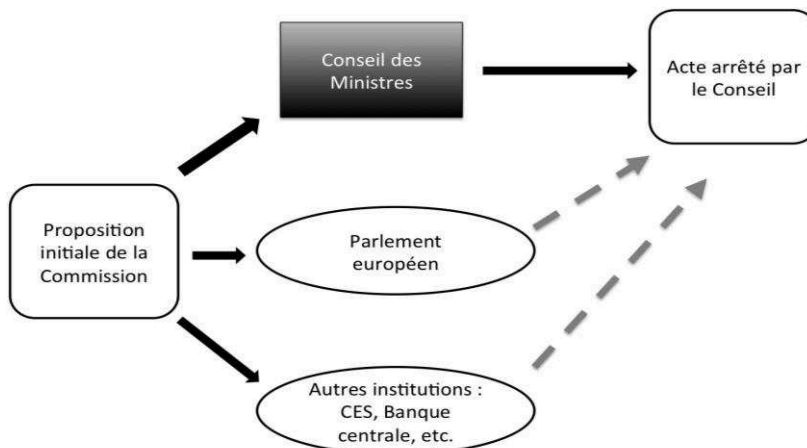 Conseil des
Ministres
Acte arrêté par
le Conseil
Proposition
initiale de la
Commission
Parlement
européen
Autres institutions :
CES, Banque
centrale, etc.